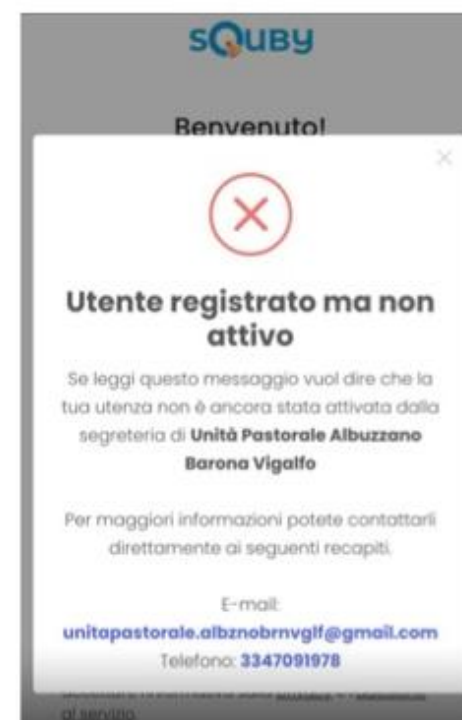 sQuBy
Benvenuto!
Utente registrato ma non
attivo
Se leggi questo messaggio vuol dire che la
tua utenza non è ancora stata attivata dalla
segreteria di Unità Pastorale Albuzzano
Barona Vigalfo
Per maggiori informazioni potete contattarli
direttamente ai seguenti recapiti.
E-mail:
unitapastorale.albznobrnvglf@gmail.com
Telefono: 3347091978
al servizio